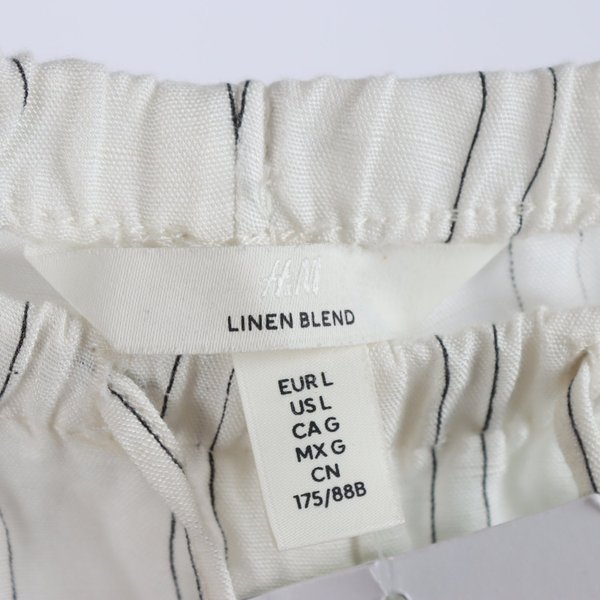 H&M
LINEN BLEND
EUR L
US L
CA G
MX G
CN
175/88B